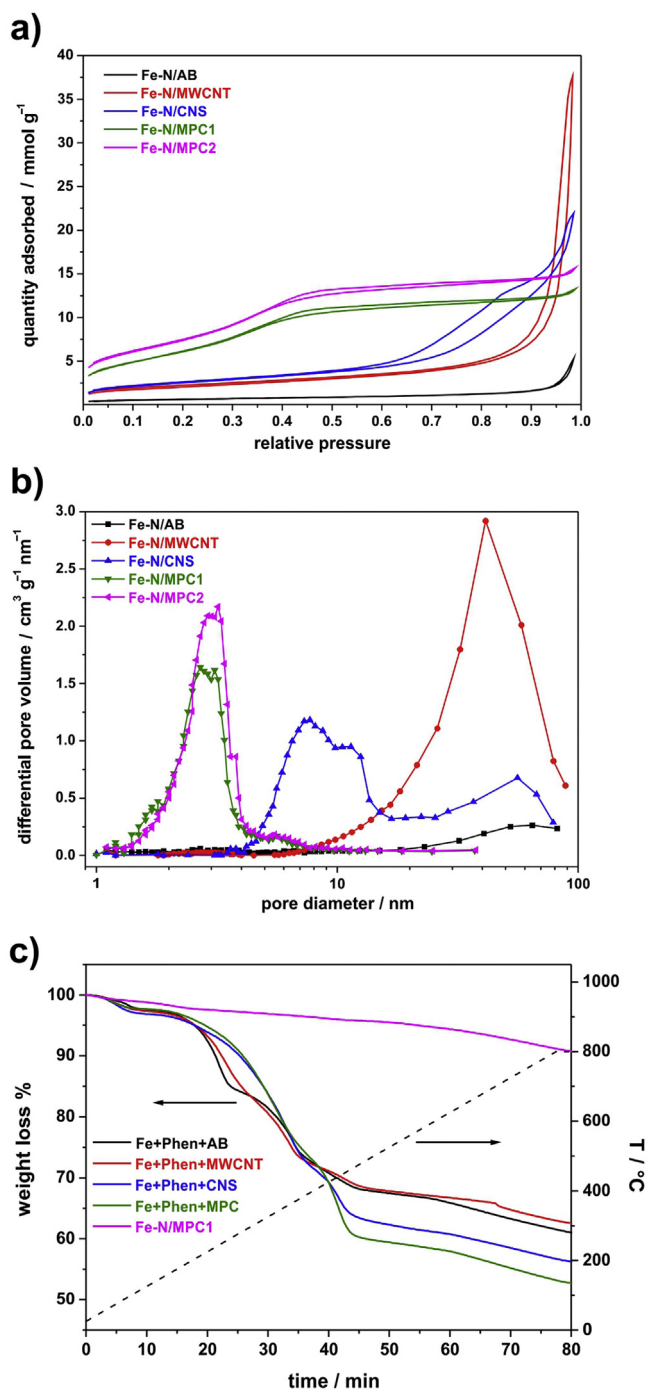 a)
40
35
30
25
20
15
10
5
quantity adsorbed / mmol g⁻¹
Fe-N/AB
Fe-N/MWCNT
Fe-N/CNS
Fe-N/MPC1
Fe-N/MPC2
0.0 0.1 0.2 0.3 0.4 0.5 0.6 0.7 0.8 0.9 1.0
relative pressure
b)
3.0
2.5
2.0
1.5
1.0
0.5
0.0
differential pore volume / cm³ g⁻¹ nm⁻¹
Fe-N/AB
Fe-N/MWCNT
Fe-N/CNS
Fe-N/MPC1
Fe-N/MPC2
1 10 100
pore diameter / nm
c)
100
90
80
70
60
50
weight loss %
Fe+Phen+AB
Fe+Phen+MWCNT
Fe+Phen+CNS
Fe+Phen+MPC
Fe-N/MPC1
1000
800
600
400
200
0
T / °C
0 10 20 30 40 50 60 70 80
time / min